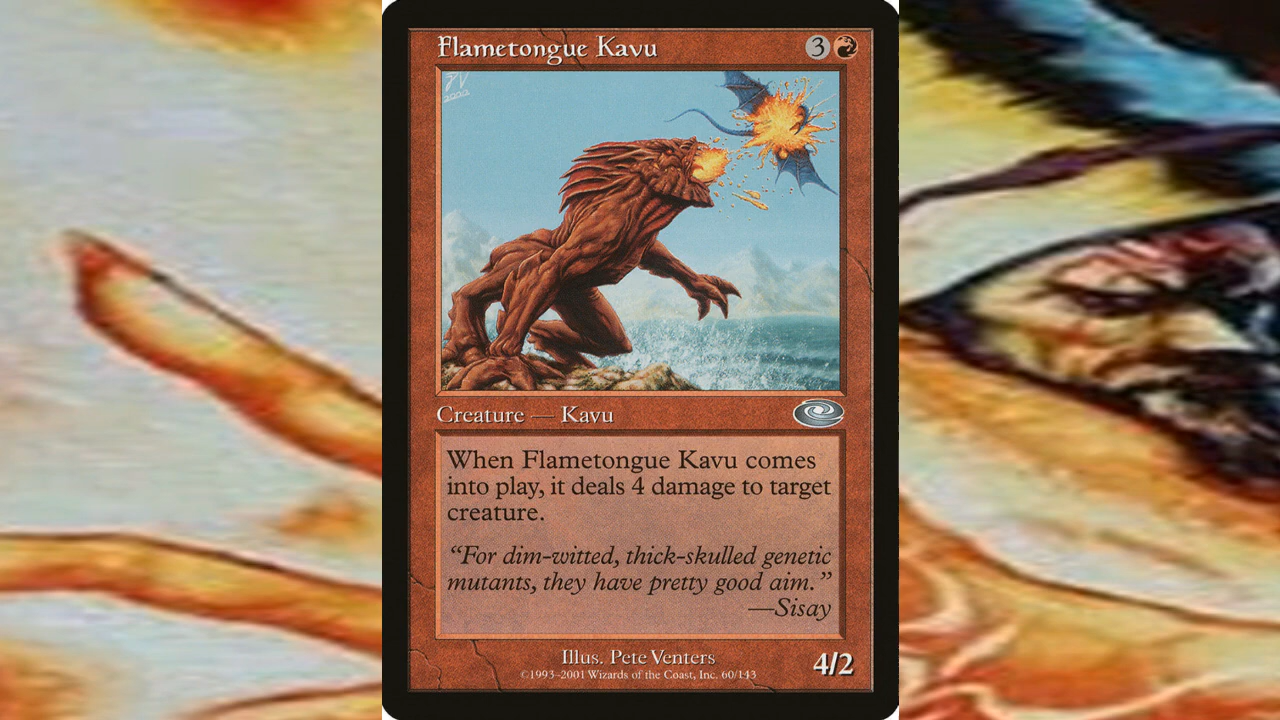 Flametongue Kavu 3
PV
2000
Creature — Kavu
When Flametongue Kavu comes
into play, it deals 4 damage to target
creature.
“For dim-witted, thick-skulled genetic
mutants, they have pretty good aim.”
—Sisay
Illus. Pete Venters
4/2
©1993–2001 Wizards of the Coast, Inc. 60/143